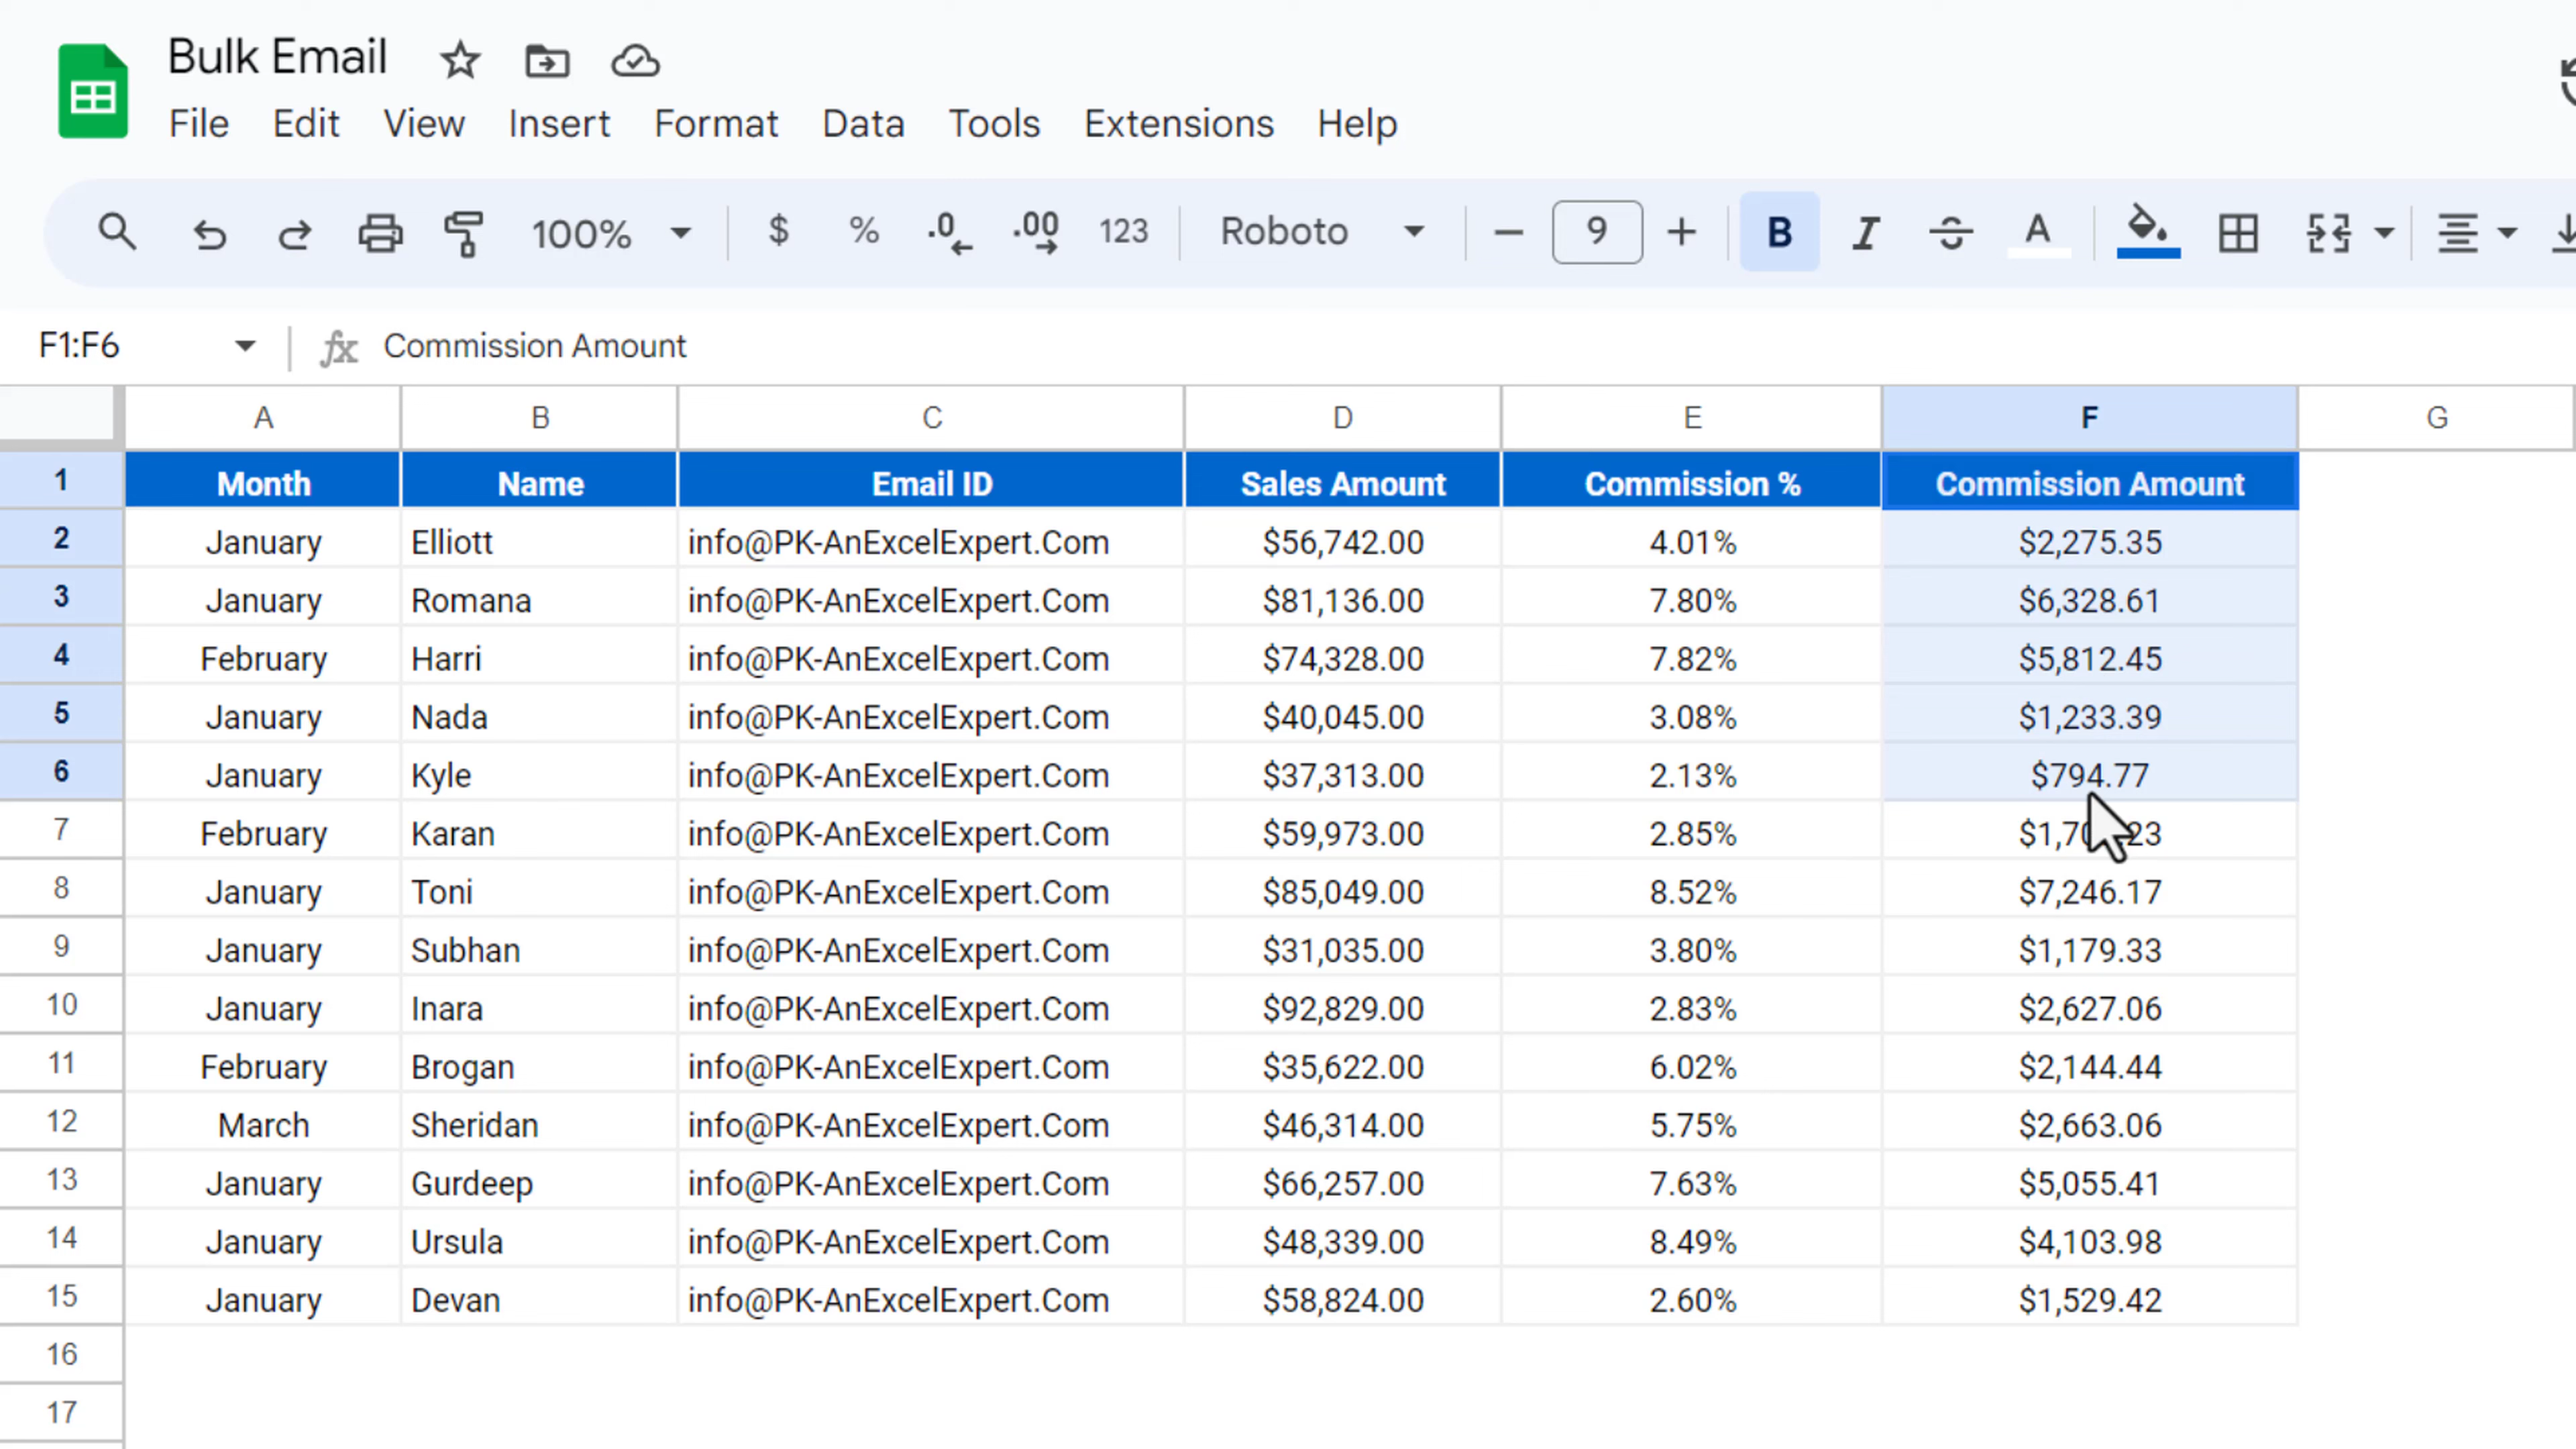 Bulk Email
File Edit View Insert Format Data Tools Extensions Help
100% $ % .0 .00 123 Roboto 9 B I A
F1:F6 fx Commission Amount
A B C D E F G
1 Month Name Email ID Sales Amount Commission % Commission Amount
2 January Elliott info@PK-AnExcelExpert.Com $56,742.00 4.01% $2,275.35
3 January Romana info@PK-AnExcelExpert.Com $81,136.00 7.80% $6,328.61
4 February Harri info@PK-AnExcelExpert.Com $74,328.00 7.82% $5,812.45
5 January Nada info@PK-AnExcelExpert.Com $40,045.00 3.08% $1,233.39
6 January Kyle info@PK-AnExcelExpert.Com $37,313.00 2.13% $794.77
7 February Karan info@PK-AnExcelExpert.Com $59,973.00 2.85%
8 January Toni info@PK-AnExcelExpert.Com $85,049.00 8.52% $7,246.17
9 January Subhan info@PK-AnExcelExpert.Com $31,035.00 3.80% $1,179.33
10 January Inara info@PK-AnExcelExpert.Com $92,829.00 2.83% $2,627.06
11 February Brogan info@PK-AnExcelExpert.Com $35,622.00 6.02% $2,144.44
12 March Sheridan info@PK-AnExcelExpert.Com $46,314.00 5.75% $2,663.06
13 January Gurdeep info@PK-AnExcelExpert.Com $66,257.00 7.63% $5,055.41
14 January Ursula info@PK-AnExcelExpert.Com $48,339.00 8.49% $4,103.98
15 January Devan info@PK-AnExcelExpert.Com $58,824.00 2.60% $1,529.42
16
17